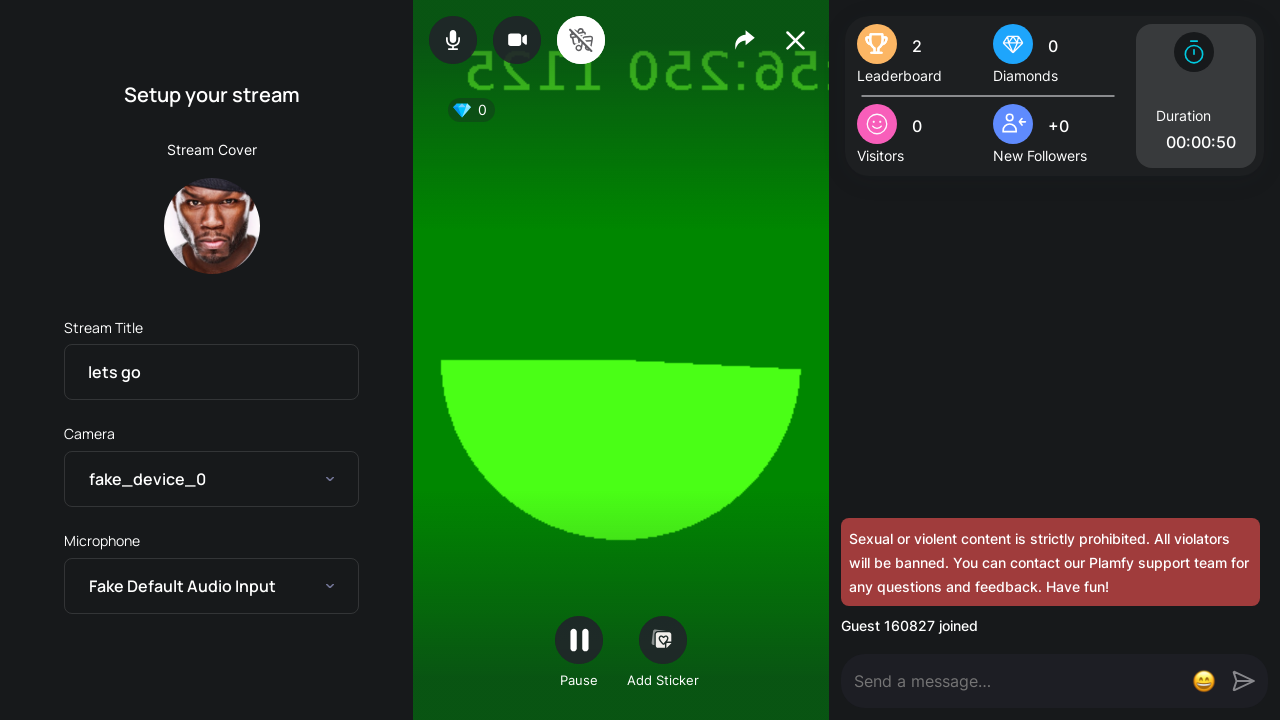 Setup your stream
Stream Cover
Stream Title
lets go
Camera
fake_device_0
Microphone
Fake Default Audio Input
:56:250 1125
0
Pause
Add Sticker
2
Leaderboard
0
Diamonds
0
Visitors
+0
New Followers
Duration
00:00:50
Sexual or violent content is strictly prohibited. All violators
will be banned. You can contact our Plamfy support team for
any questions and feedback. Have fun!
Guest 160827 joined
Send a message...